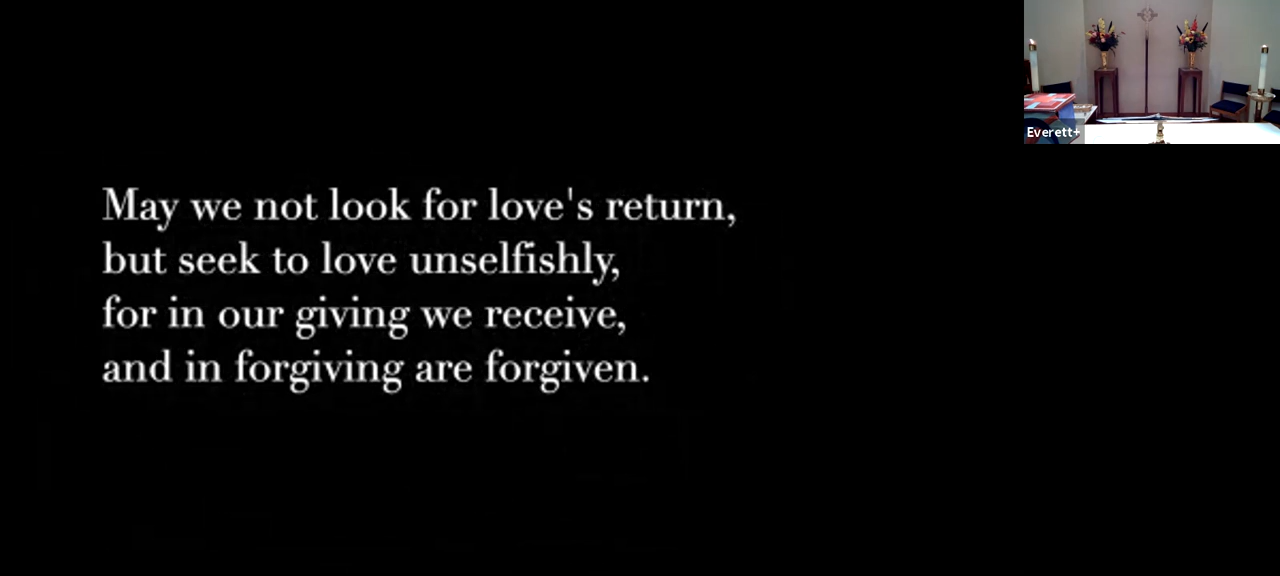 May we not look for love's return,
but seek to love unselfishly,
for in our giving we receive,
and in forgiving are forgiven.
Everett+